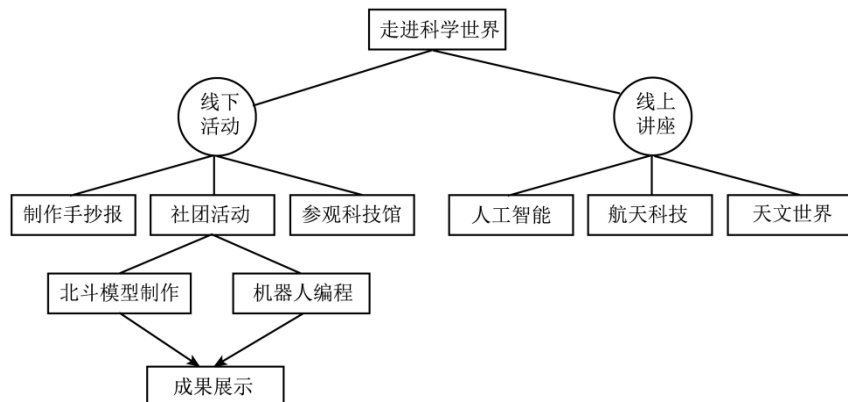 走进科学世界
线下
活动
线上
讲座
制作手抄报
社团活动
参观科技馆
人工智能
航天科技
天文世界
北斗模型制作
机器人编程
成果展示